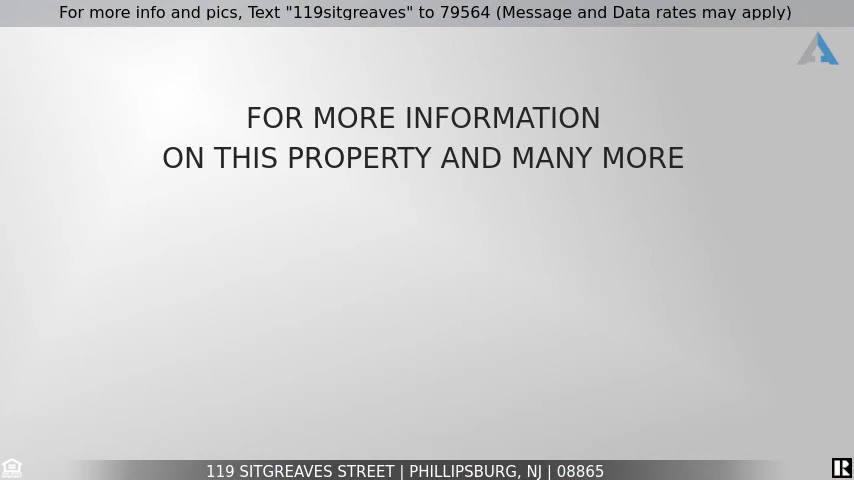 For more info and pics, Text "119sitgreaves" to 79564 (Message and Data rates may apply)
FOR MORE INFORMATION
ON THIS PROPERTY AND MANY MORE
119 SITGREAVES STREET | PHILLIPSBURG, NJ | 08865